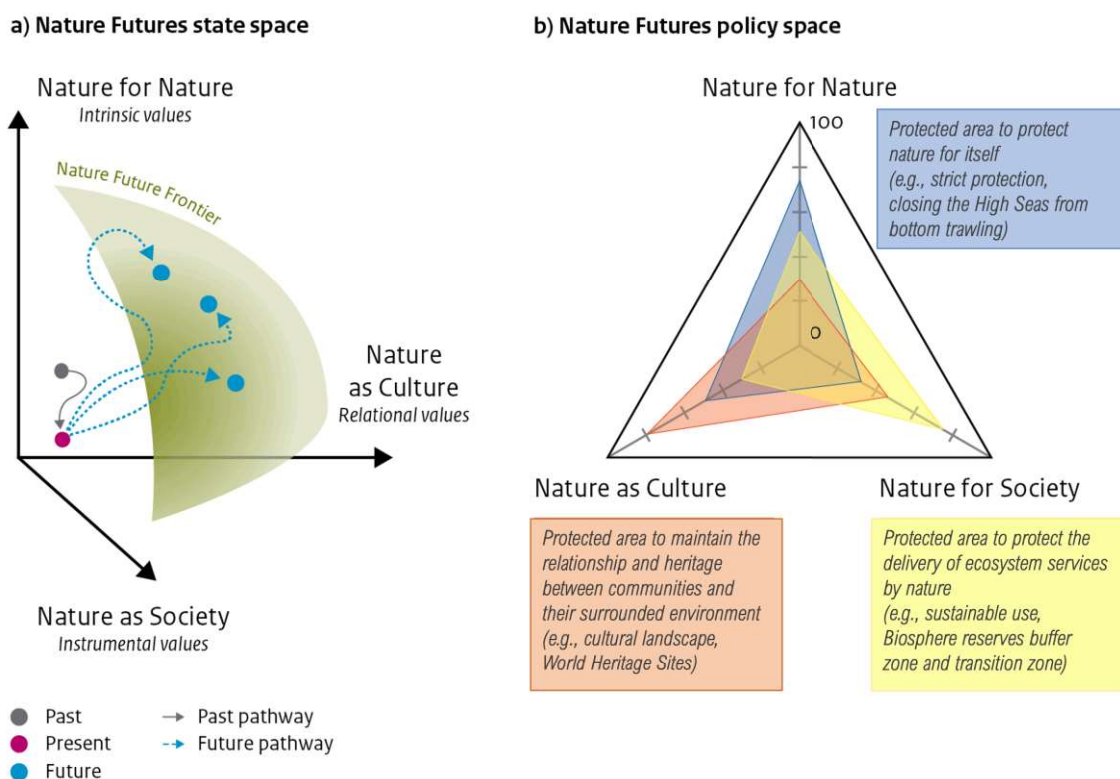 a) Nature Futures state space
Nature for Nature
Intrinsic values
Nature Future Frontier
Nature
as Culture
Relational values
Nature as Society
Instrumental values
Past
Present
Future
Past pathway
Future pathway
b) Nature Futures policy space
Nature for Nature
100
0
Protected area to protect
nature for itself
(e.g., strict protection,
closing the High Seas from
bottom trawling)
Nature as Culture
Protected area to maintain the
relationship and heritage
between communities and
their surrounded environment
(e.g., cultural landscape,
World Heritage Sites)
Nature for Society
Protected area to protect the
delivery of ecosystem services
by nature
(e.g., sustainable use,
Biosphere reserves buffer
zone and transition zone)